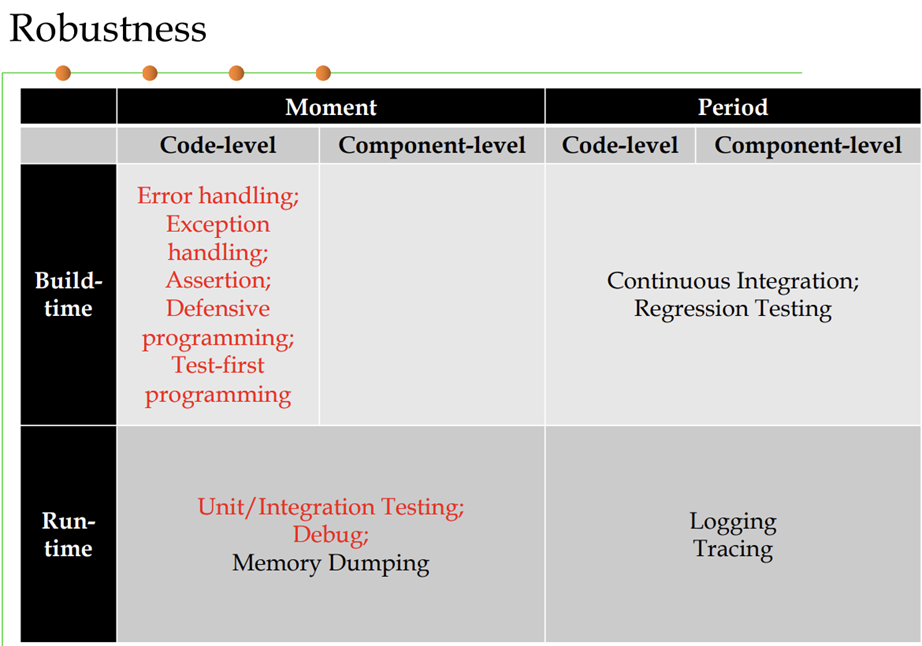 Robustness
Moment
Period
Code-level
Component-level
Code-level
Component-level
Build-
time
Error handling;
Exception
handling;
Assertion;
Defensive
programming;
Test-first
programming
Continuous Integration;
Regression Testing
Run-
time
Unit/Integration Testing;
Debug;
Memory Dumping
Logging
Tracing